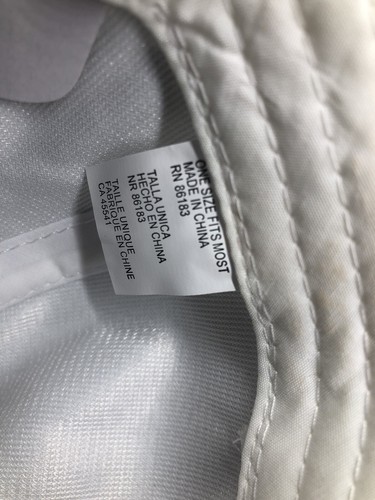 ONE SIZE FITS MOST
MADE IN CHINA
RN 86183
TALLA UNICA
HECHO EN CHINA
NR 86183
TAILLE UNIQUE
FABRIQUE EN CHINE
CA 45541